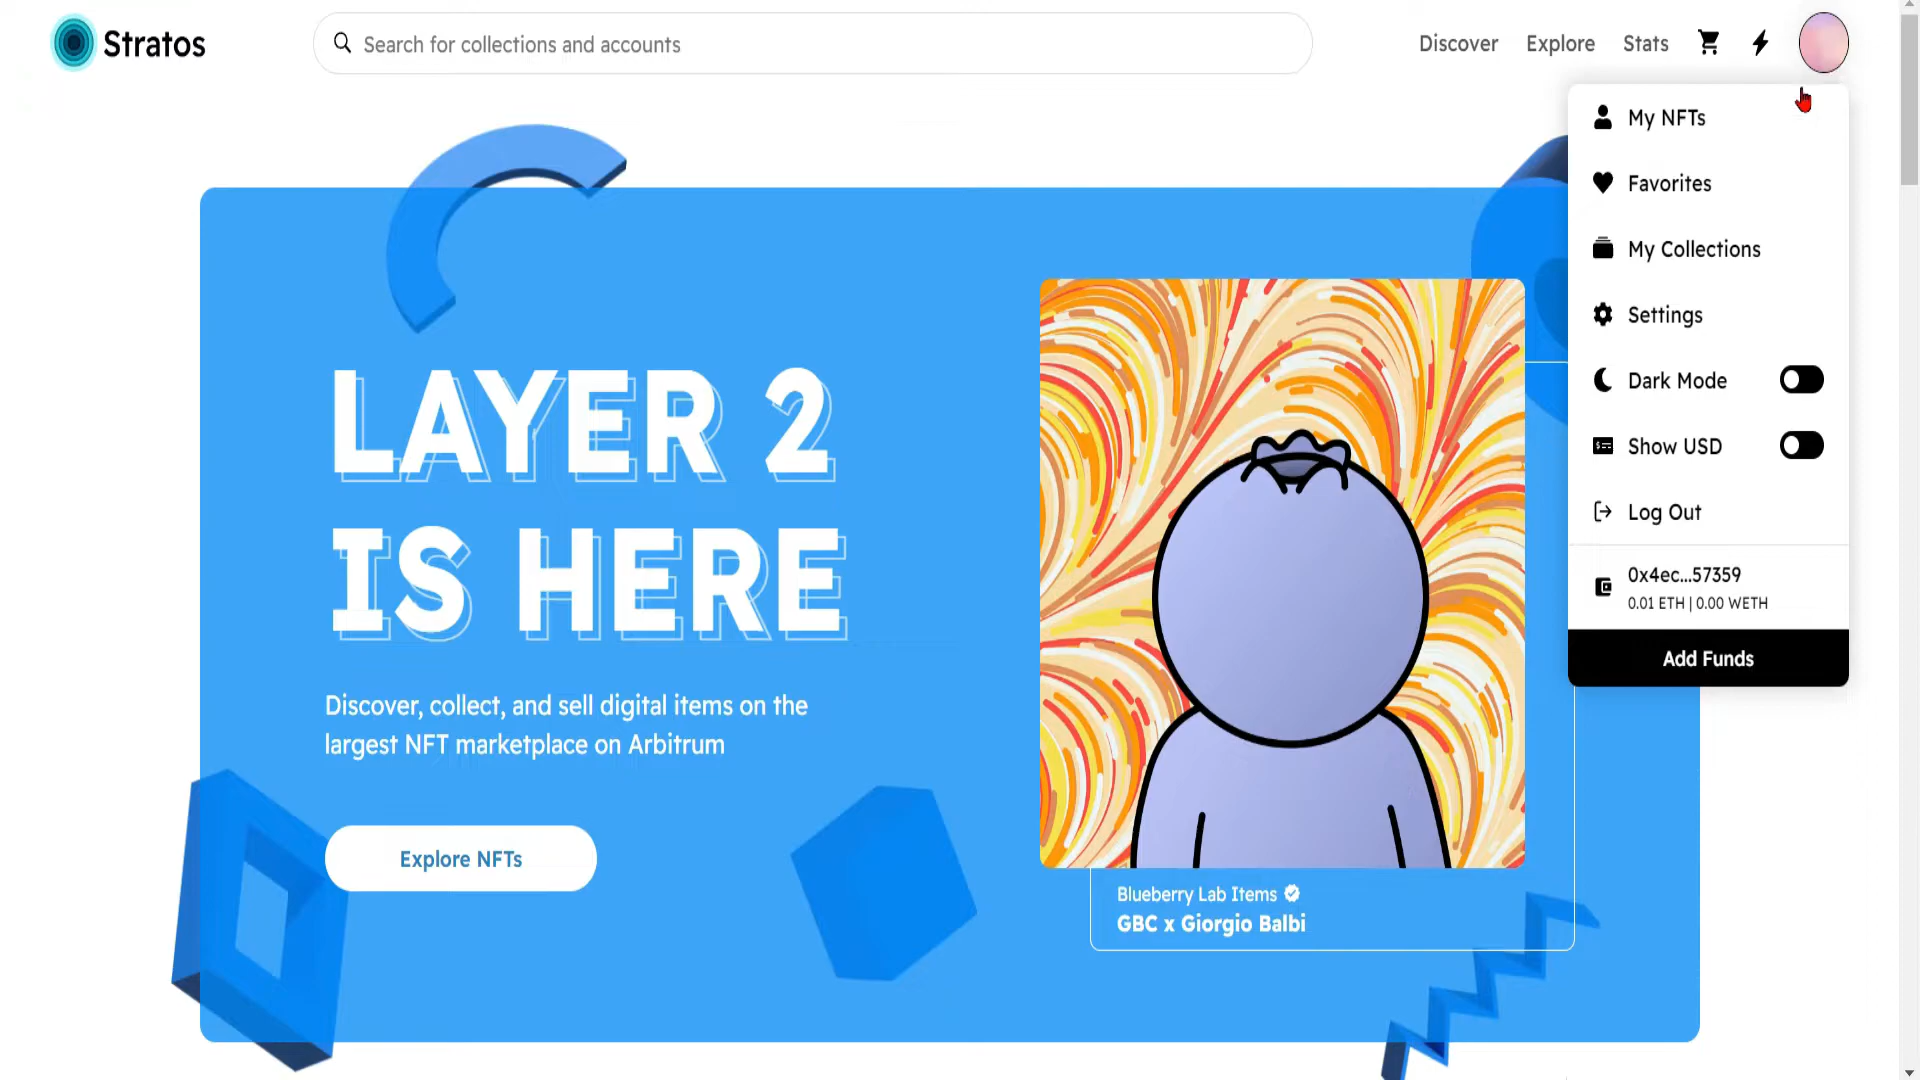 Stratos
Search for collections and accounts
Discover
Explore
Stats
My NFTs
Favorites
My Collections
Settings
Dark Mode
Show USD
Log Out
0x4ec...57359
0.01 ETH | 0.00 WETH
Add Funds
LAYER 2
IS HERE
Discover, collect, and sell digital items on the
largest NFT marketplace on Arbitrum
Explore NFTs
Blueberry Lab Items
GBC x Giorgio Balbi